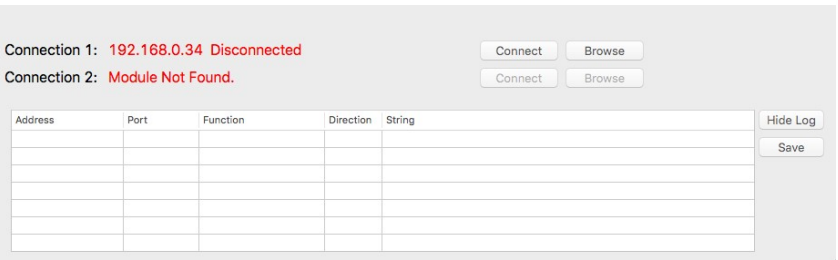 Connection 1: 192.168.0.34 Disconnected Connect Browse
Connection 2: Module Not Found. Connect Browse
Address Port Function Direction String Hide Log
Save